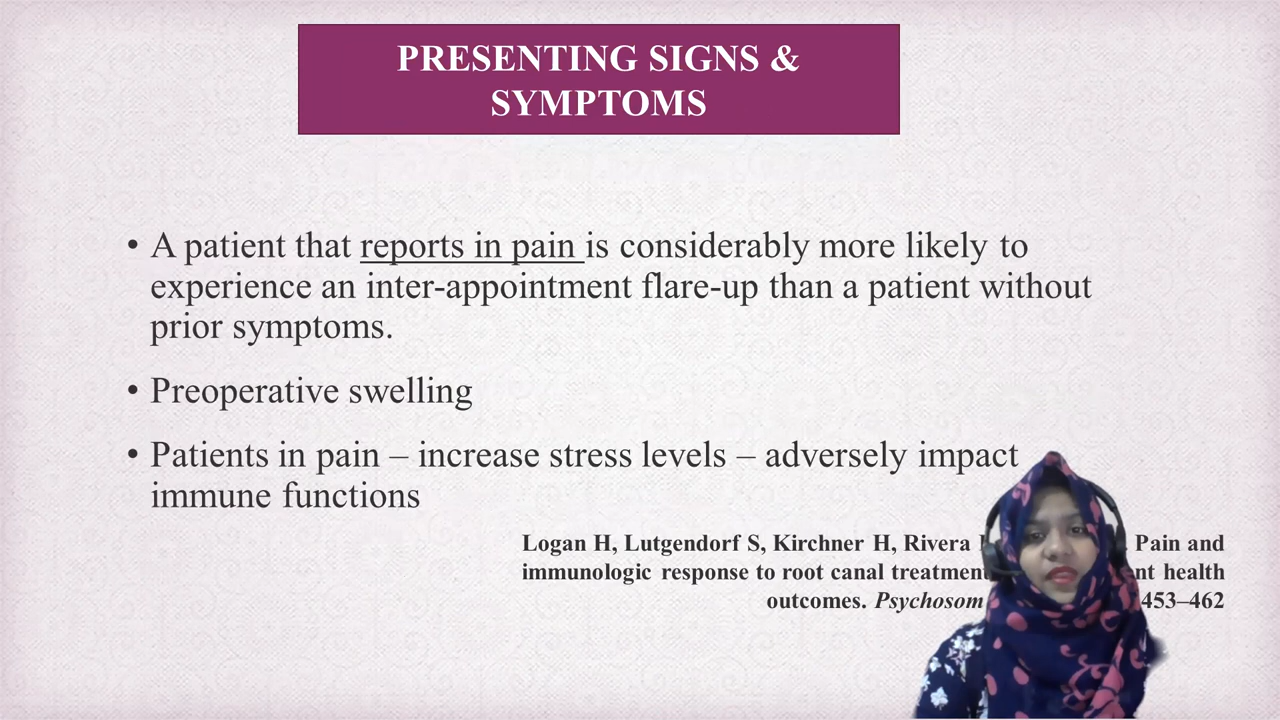 PRESENTING SIGNS &
SYMPTOMS
• A patient that reports in pain is considerably more likely to
experience an inter-appointment flare-up than a patient without
prior symptoms.
• Preoperative swelling
• Patients in pain – increase stress levels – adversely impact
immune functions
Logan H, Lutgendorf S, Kirchner H, Rivera Pain and
immunologic response to root canal health
outcomes. Psychosom 453–462